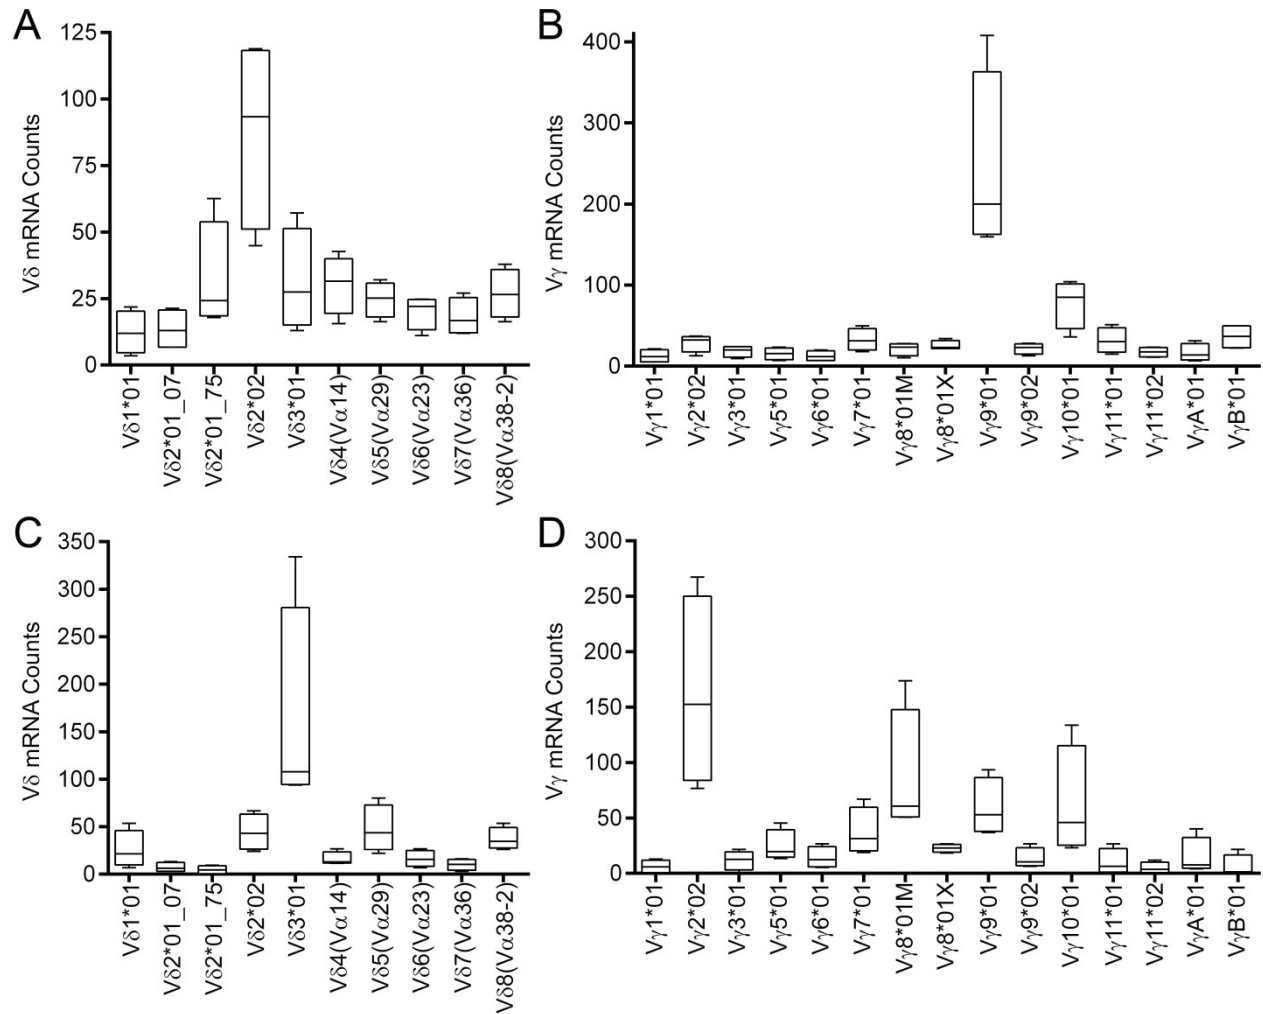 A
Vδ mRNA Counts
125
100
75
50
25
0
Vδ1*01
Vδ2*01_07
Vδ2*01_75
Vδ2*02
Vδ3*01
Vδ4(Vα14)
Vδ5(Vα29)
Vδ6(Vα23)
Vδ7(Vα36)
Vδ8(Vα38-2)
B
Vγ mRNA Counts
400
300
200
100
0
Vγ1*01
Vγ2*02
Vγ3*01
Vγ5*01
Vγ6*01
Vγ7*01
Vγ8*01M
Vγ8*01X
Vγ9*01
Vγ9*02
Vγ10*01
Vγ11*01
Vγ11*02
VγA*01
VγB*01
C
Vδ mRNA Counts
350
300
250
200
150
100
50
0
Vδ1*01
Vδ2*01_07
Vδ2*01_75
Vδ2*02
Vδ3*01
Vδ4(Vα14)
Vδ5(Vα29)
Vδ6(Vα23)
Vδ7(Vα36)
Vδ8(Vα38-2)
D
Vγ mRNA Counts
300
250
200
150
100
50
0
Vγ1*01
Vγ2*02
Vγ3*01
Vγ5*01
Vγ6*01
Vγ7*01
Vγ8*01M
Vγ8*01X
Vγ9*01
Vγ9*02
Vγ10*01
Vγ11*01
Vγ11*02
VγA*01
VγB*01